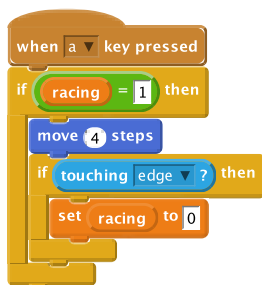 when a ▼ key pressed
if racing = 1 then
move 4 steps
if touching edge ▼ ? then
set racing to 0